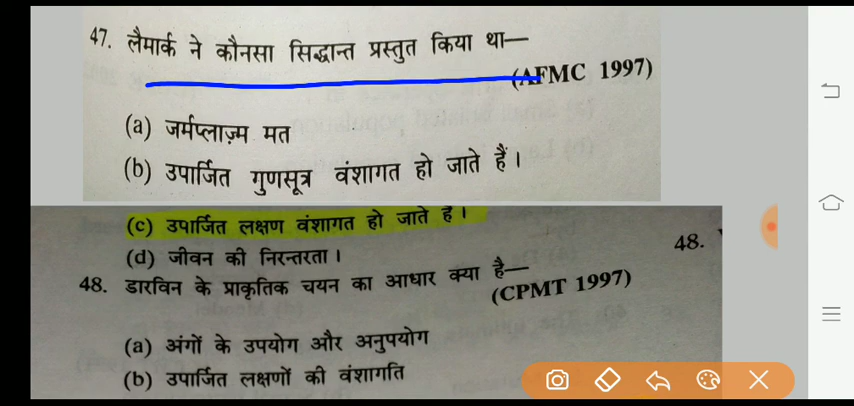 47. लैमार्क ने कौनसा सिद्धान्त प्रस्तुत किया था—
(AFMC 1997)
(a) जर्मप्लाज़्म मत
(b) उपार्जित गुणसूत्र वंशागत हो जाते हैं।
(c) उपार्जित लक्षण वंशागत हो जाते हैं।
(d) जीवन की निरन्तरता।
48.
48. डारविन के प्राकृतिक चयन का आधार क्या है—
(CPMT 1997)
(a) अंगों के उपयोग और अनुपयोग
(b) उपार्जित लक्षणों की वंशागति